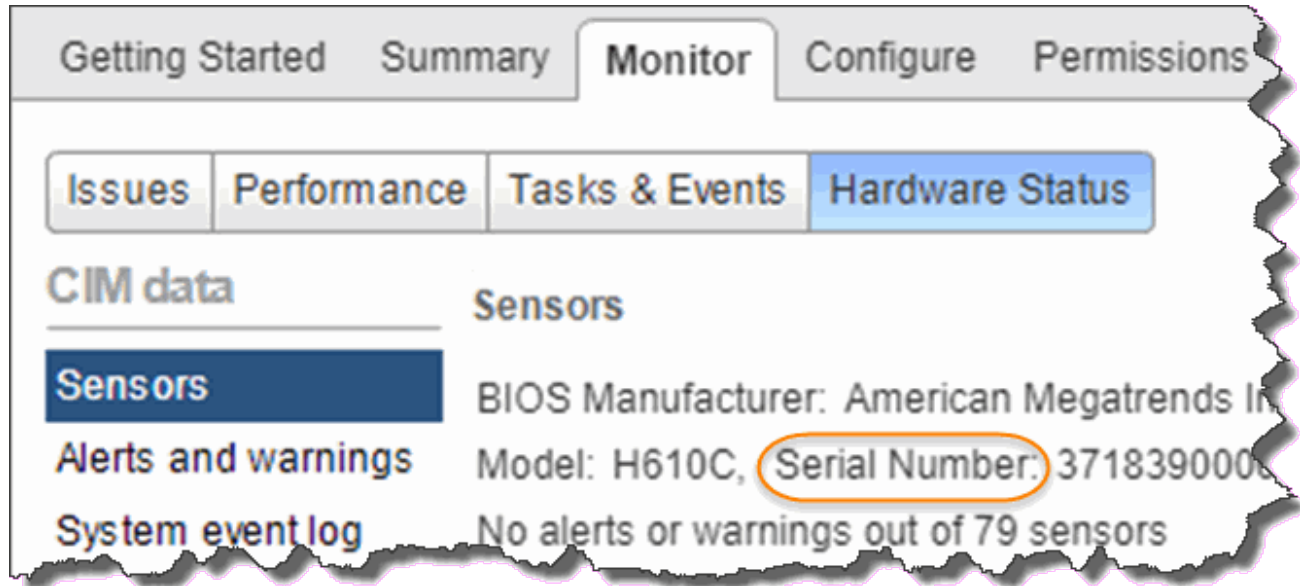 Getting Started Summary Monitor Configure Permissions
Issues Performance Tasks & Events Hardware Status
CIM data
Sensors
Sensors
Alerts and warnings
System event log
BIOS Manufacturer: American Megatrends
Model: H610C, Serial Number:
No alerts or warnings out of 79 sensors